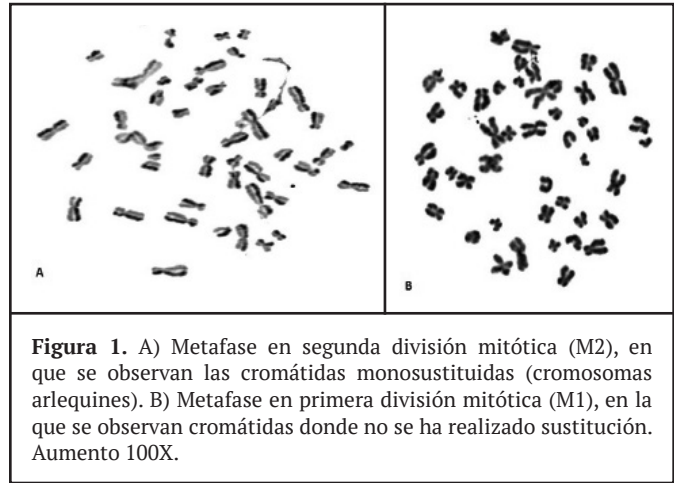 A
B
Figura 1. A) Metafase en segunda división mitótica (M2), en
que se observan las cromátidas monosustituidas (cromosomas
arlequines). B) Metafase en primera división mitótica (M1), en la
que se observan cromátidas donde no se ha realizado sustitución.
Aumento 100X.